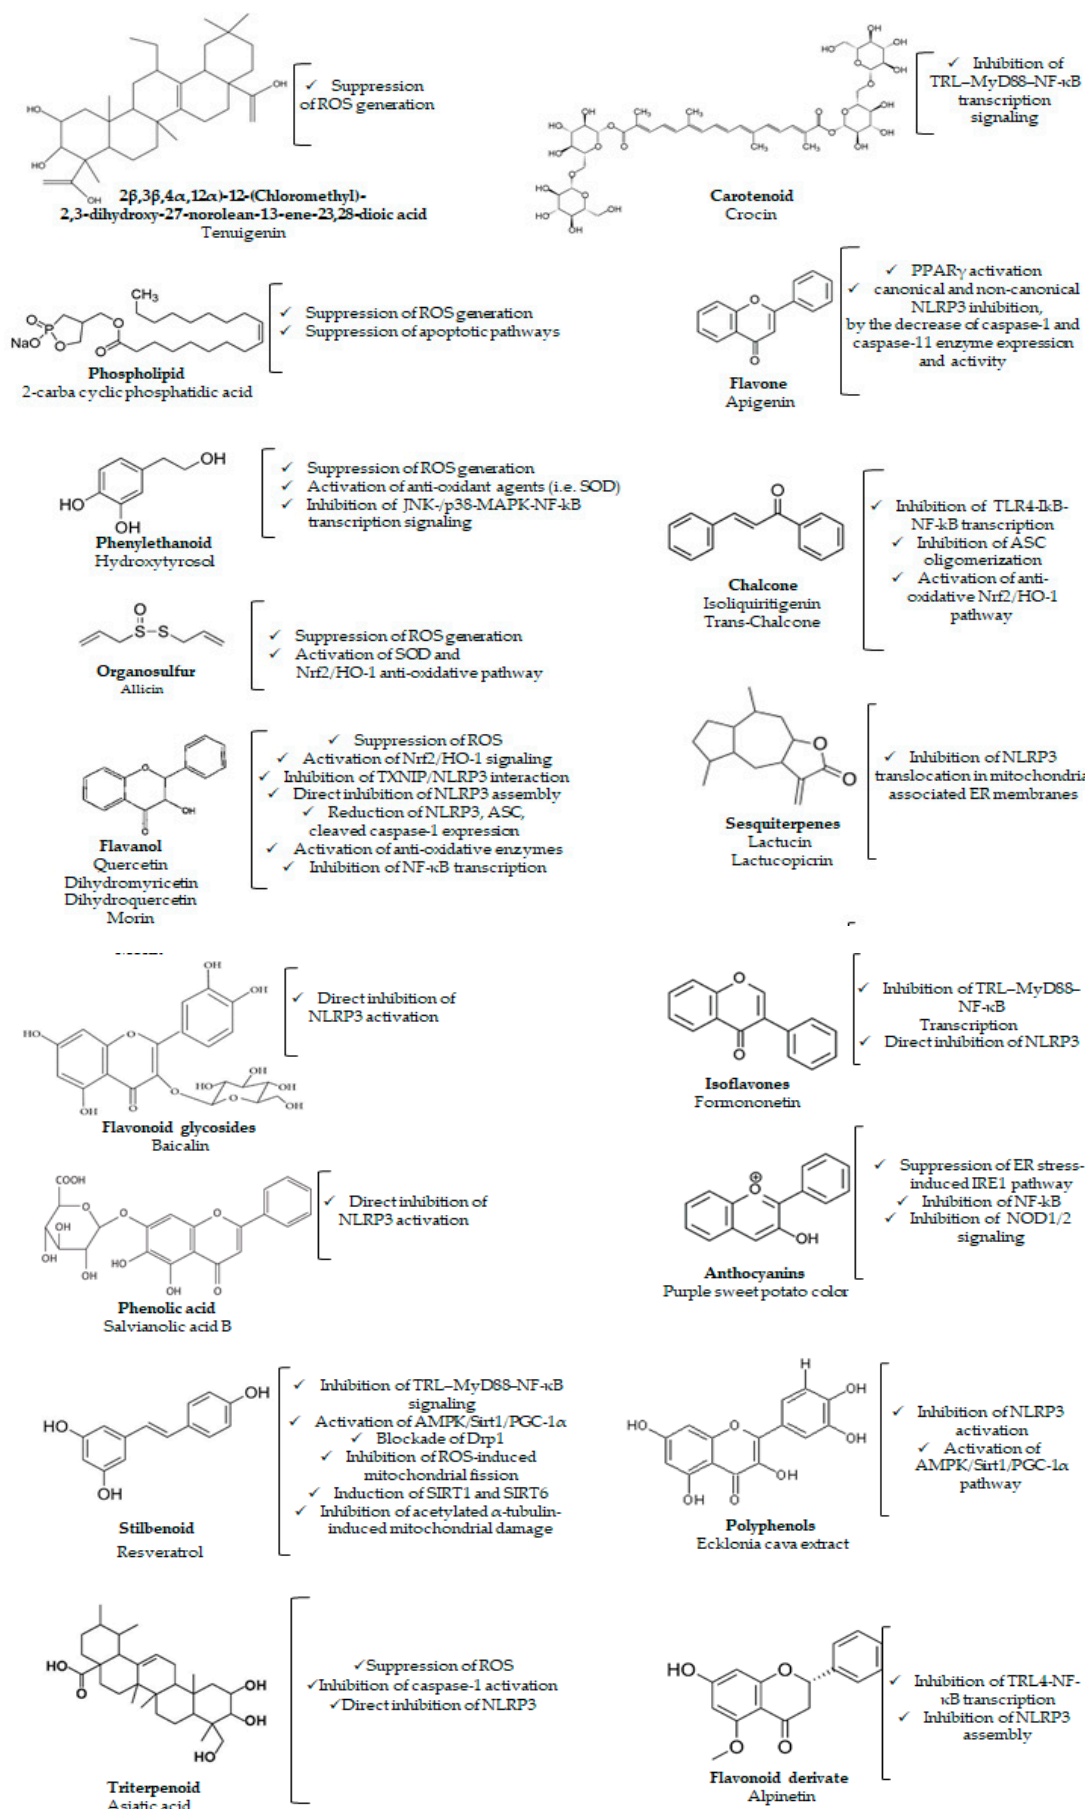 ✓ Suppression
of ROS generation
2β,3β,4α,12α)-12-(Chloromethyl)-
2,3-dihydroxy-27-norolean-13-ene-23,28-dioic acid
Tenuigenin
✓ Inhibition of
TRL–MyD88–NF-κB
transcription
signaling
Carotenoid
Crocin
✓ Suppression of ROS generation
✓ Suppression of apoptotic pathways
Phospholipid
2-carba cyclic phosphatidic acid
✓ PPARγ activation
✓ canonical and non-canonical
NLRP3 inhibition,
by the decrease of caspase-1 and
caspase-11 enzyme expression
and activity
Flavone
Apigenin
✓ Suppression of ROS generation
✓ Activation of anti-oxidant agents (i.e. SOD)
✓ Inhibition of JNK-/p38-MAPK-NF-kB
transcription signaling
Phenylethanoid
Hydroxytyrosol
✓ Inhibition of TLR4-IkB-
NF-kB transcription
✓ Inhibition of ASC
oligomerization
✓ Activation of anti-
oxidative Nrf2/HO-1
pathway
Chalcone
Isoliquiritigenin
Trans-Chalcone
✓ Suppression of ROS generation
✓ Activation of SOD and
Nrf2/HO-1 anti-oxidative pathway
Organosulfur
Allicin
✓ Suppression of ROS
✓ Activation of Nrf2/HO-1 signaling
✓ Inhibition of TXNIP/NLRP3 interaction
✓ Direct inhibition of NLRP3 assembly
✓ Reduction of NLRP3, ASC,
cleaved caspase-1 expression
✓ Activation of anti-oxidative enzymes
✓ Inhibition of NF-κB transcription
Flavanol
Quercetin
Dihydromyricetin
Dihydroquercetin
Morin
✓ Inhibition of NLRP3
translocation in mitochondria
associated ER membranes
Sesquiterpenes
Lactucin
Lactucopicrin
✓ Direct inhibition of
NLRP3 activation
Flavonoid glycosides
Baicalin
✓ Inhibition of TRL–MyD88–
NF-κB
Transcription
✓ Direct inhibition of NLRP3
Isoflavones
Formononetin
✓ Direct inhibition of
NLRP3 activation
Phenolic acid
Salvianolic acid B
✓ Suppression of ER stress-
induced IRE1 pathway
✓ Inhibition of NF-kB
✓ Inhibition of NOD1/2
signaling
Anthocyanins
Purple sweet potato color
✓ Inhibition of TRL–MyD88–NF-κB
signaling
✓ Activation of AMPK/Sirt1/PGC-1α
✓ Blockade of Drp1
✓ Inhibition of ROS-induced
mitochondrial fission
✓ Induction of SIRT1 and SIRT6
✓ Inhibition of acetylated α-tubulin-
induced mitochondrial damage
Stilbenoid
Resveratrol
✓ Inhibition of NLRP3
activation
✓ Activation of
AMPK/Sirt1/PGC-1α
pathway
Polyphenols
Ecklonia cava extract
✓Suppression of ROS
✓Inhibition of caspase-1 activation
✓Direct inhibition of NLRP3
Triterpenoid
Asiatic acid
✓ Inhibition of TRL4-NF-
κB transcription
✓ Inhibition of NLRP3
assembly
Flavonoid derivate
Alpinetin